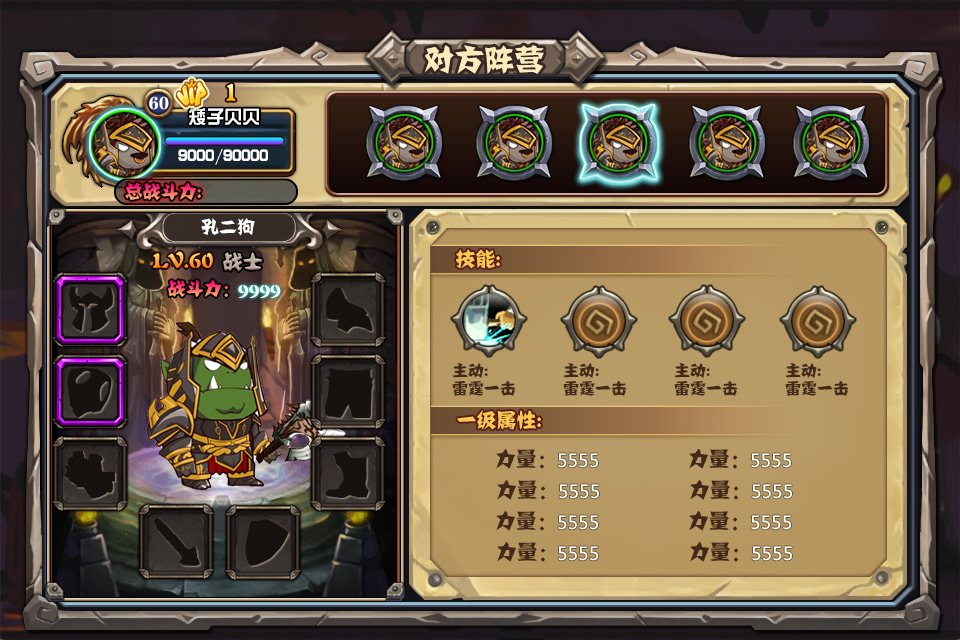 对方阵营
60 VIP 1
矮子贝贝
9000/90000
总战斗力:
孔二狗
LV.60 战士
战斗力: 9999
技能:
主动: 主动: 主动: 主动:
雷霆一击 雷霆一击 雷霆一击 雷霆一击
一级属性:
力量: 5555 力量: 5555
力量: 5555 力量: 5555
力量: 5555 力量: 5555
力量: 5555 力量: 5555